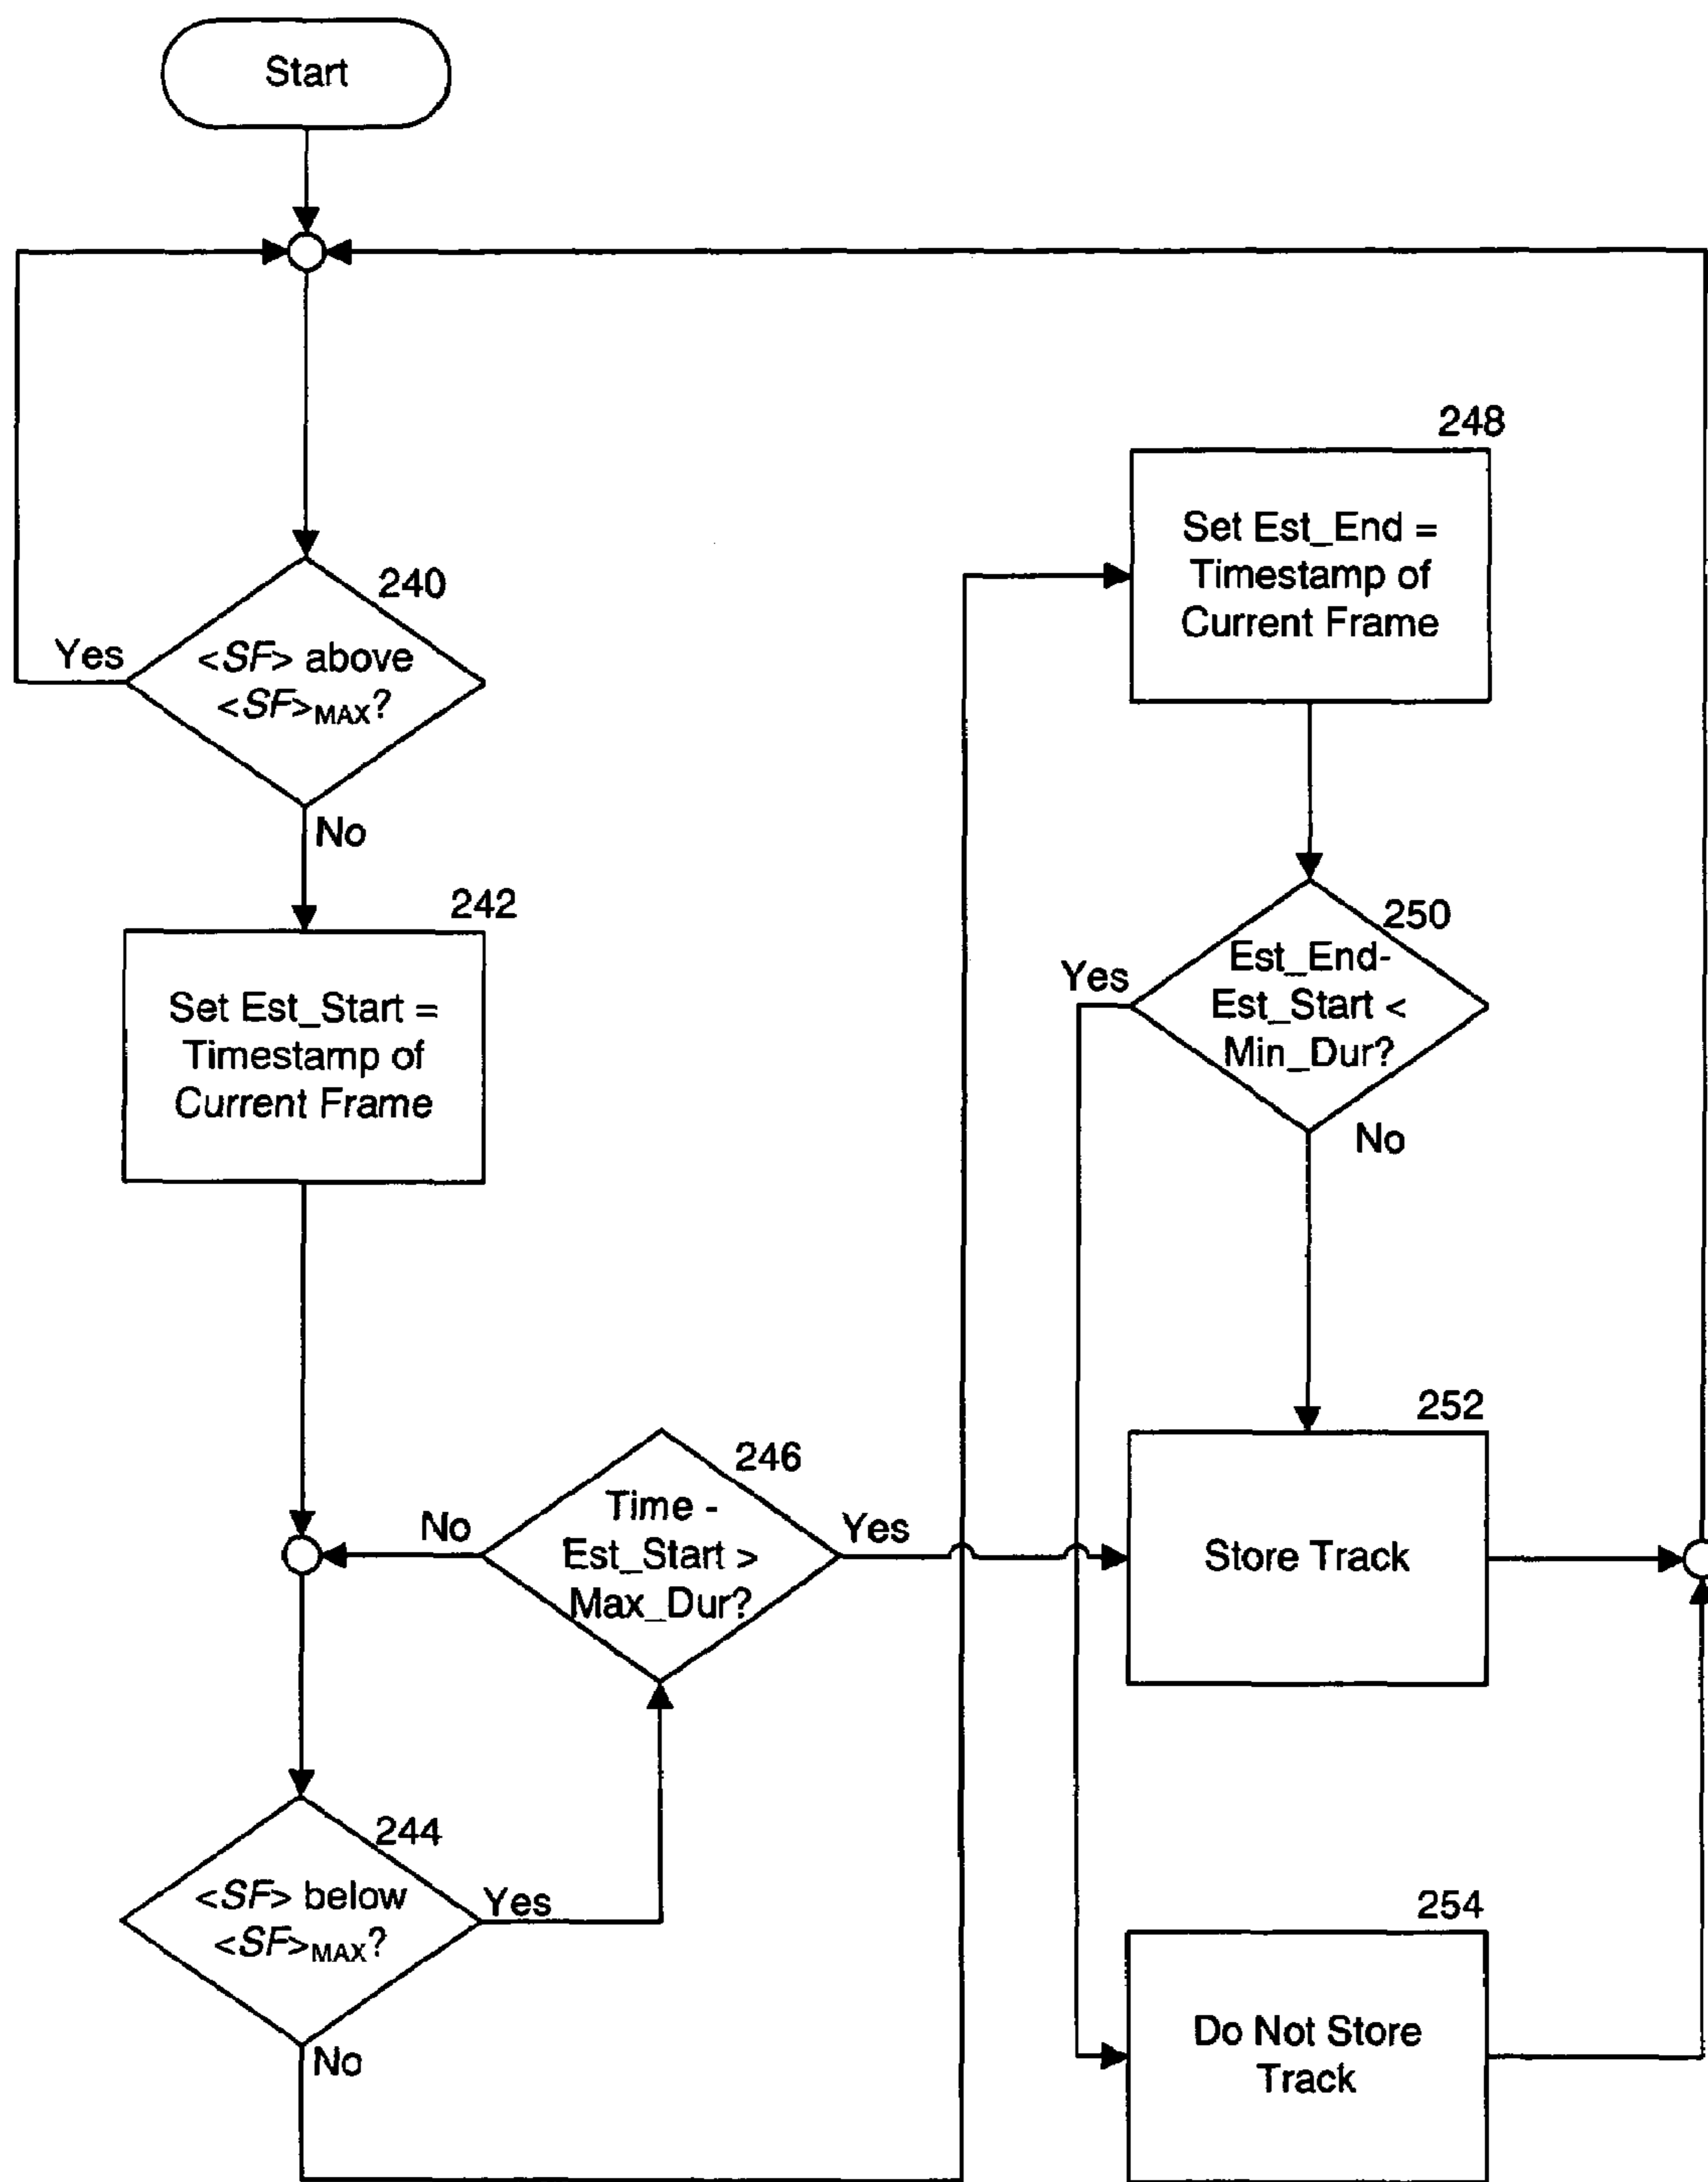 Start
240
Yes
<SF> above
<SF>MAX?
No
242
Set Est_Start =
Timestamp of
Current Frame
246
Time -
Est_Start >
Max_Dur?
No
Yes
244
<SF> below
<SF>MAX?
Yes
No
248
Set Est_End =
Timestamp of
Current Frame
250
Yes
Est_End-
Est_Start <
Min_Dur?
No
252
Store Track
254
Do Not Store
Track